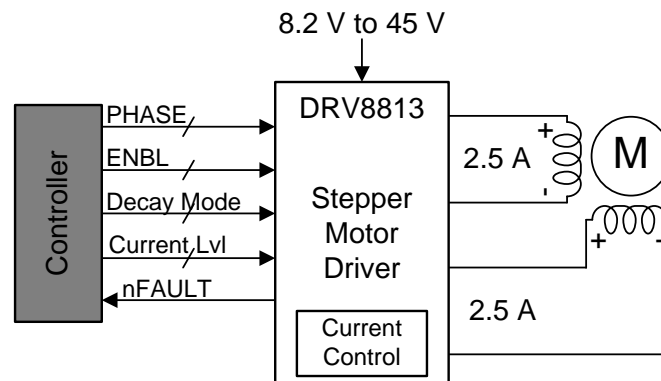 8.2 V to 45 V
DRV8813
Controller
PHASE
ENBL
Decay Mode
Current Lvl
nFAULT
Stepper
Motor
Driver
Current
Control
+
2.5 A
-
M
+
-
2.5 A